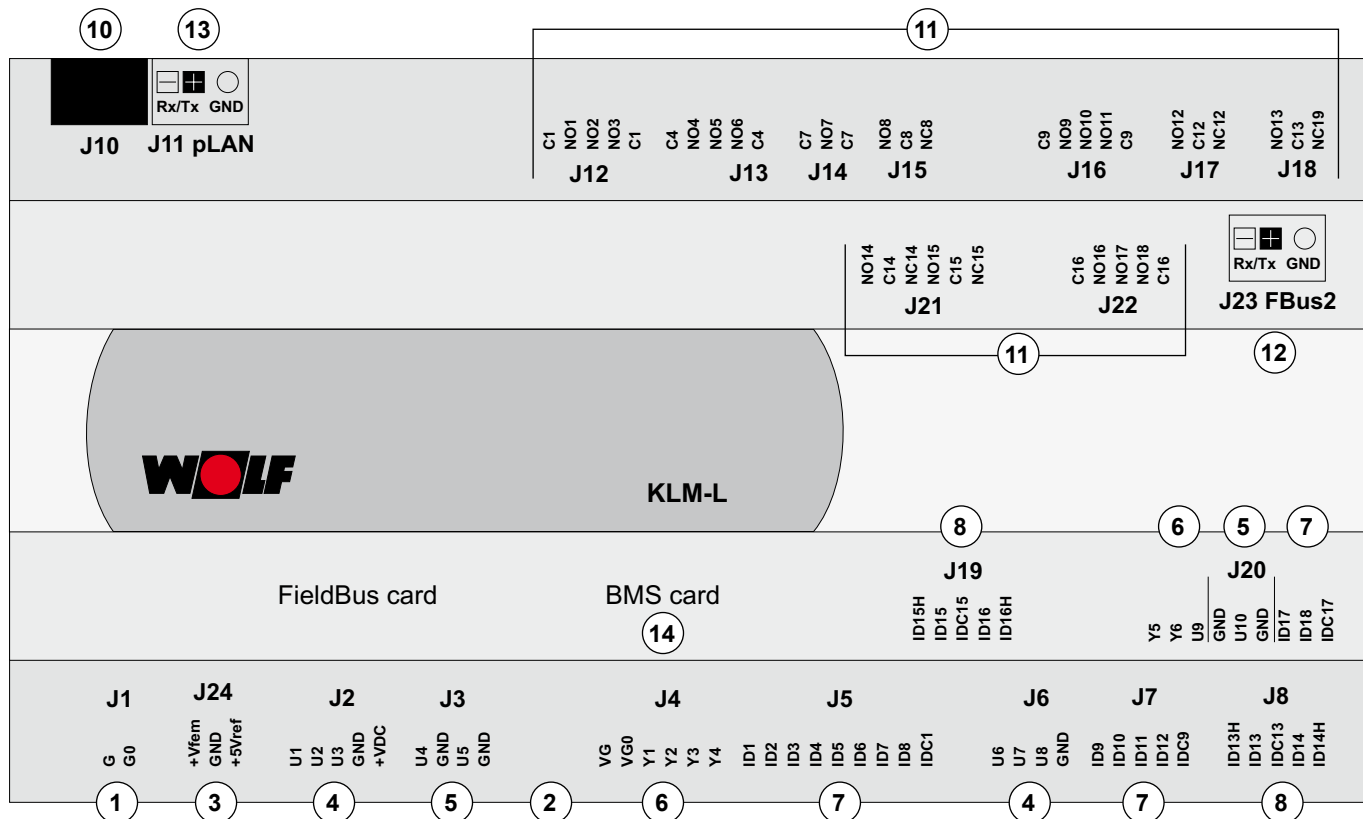 10 13 11
Rx/Tx GND
J10 J11 pLAN
C1 NO1 NO2 NO3 C1 C4 NO4 NO5 NO6 C4 C7 NO7 C7 NO8 C8 NC8 C9 NO9 NO10 NO11 C9 NO12 C12 NC12 NO13 C13 NC19
J12 J13 J14 J15 J16 J17 J18
NO14 C14 NC14 NO15 C15 NC15 C16 NO16 NO17 NO18 C16
Rx/Tx GND
J21 J22 J23 FBus2
11 12
WOLF
KLM-L
8 6 5 7
J19 J20
FieldBus card BMS card
14
ID15H ID15 IDC15 ID16 ID16H Y5 Y6 U9 GND U10 GND ID17 ID18 IDC17
J1 J24 J2 J3 J4 J5 J6 J7 J8
G G0 +Vfem GND +5Vref U1 U2 U3 GND +VDC U4 GND U5 GND VG VG0 Y1 Y2 Y3 Y4 ID1 ID2 ID3 ID4 ID5 ID6 ID7 ID8 IDC1 U6 U7 U8 GND ID9 ID10 ID11 ID12 IDC9 ID13H ID13 IDC13 ID14 ID14H
1 3 4 5 2 6 7 4 7 8